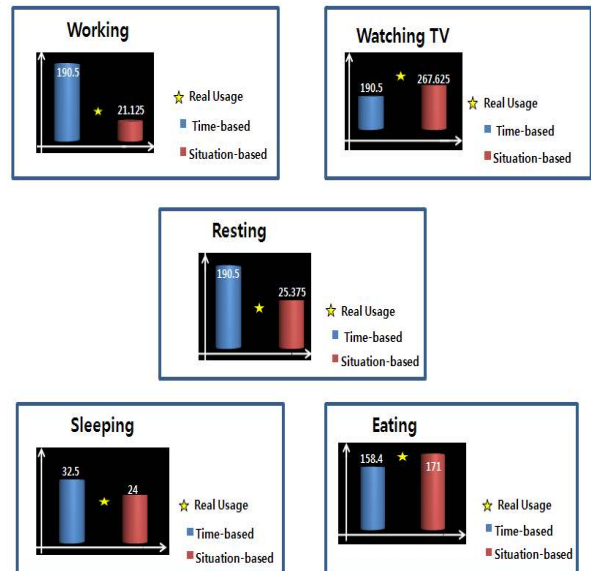 Working
190.5
21.125
Real Usage
Time-based
Situation-based
Watching TV
190.5
267.625
Real Usage
Time-based
Situation-based
Resting
190.5
25.375
Real Usage
Time-based
Situation-based
Sleeping
32.5
24
Real Usage
Time-based
Situation-based
Eating
158.4
171
Real Usage
Time-based
Situation-based